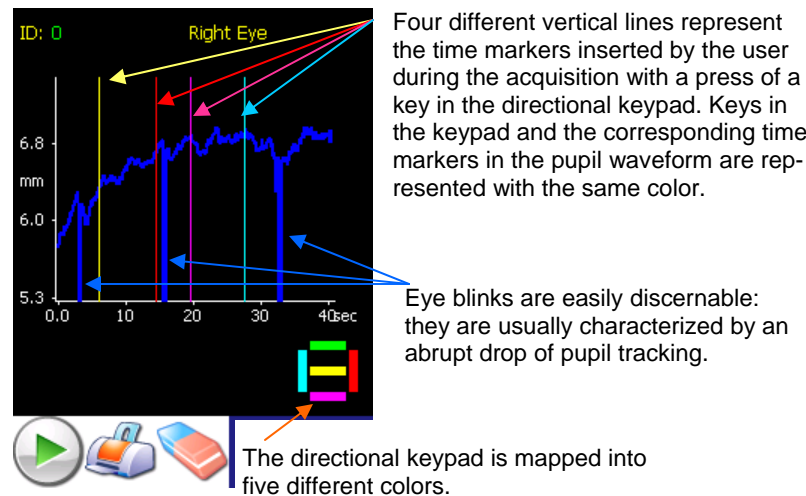 ID: 0
Right Eye
6.8
mm
6.0
5.3
0.0 10 20 30 40sec
Four different vertical lines represent
the time markers inserted by the user
during the acquisition with a press of a
key in the directional keypad. Keys in
the keypad and the corresponding time
markers in the pupil waveform are rep-
resented with the same color.
Eye blinks are easily discernable:
they are usually characterized by an
abrupt drop of pupil tracking.
The directional keypad is mapped into
five different colors.